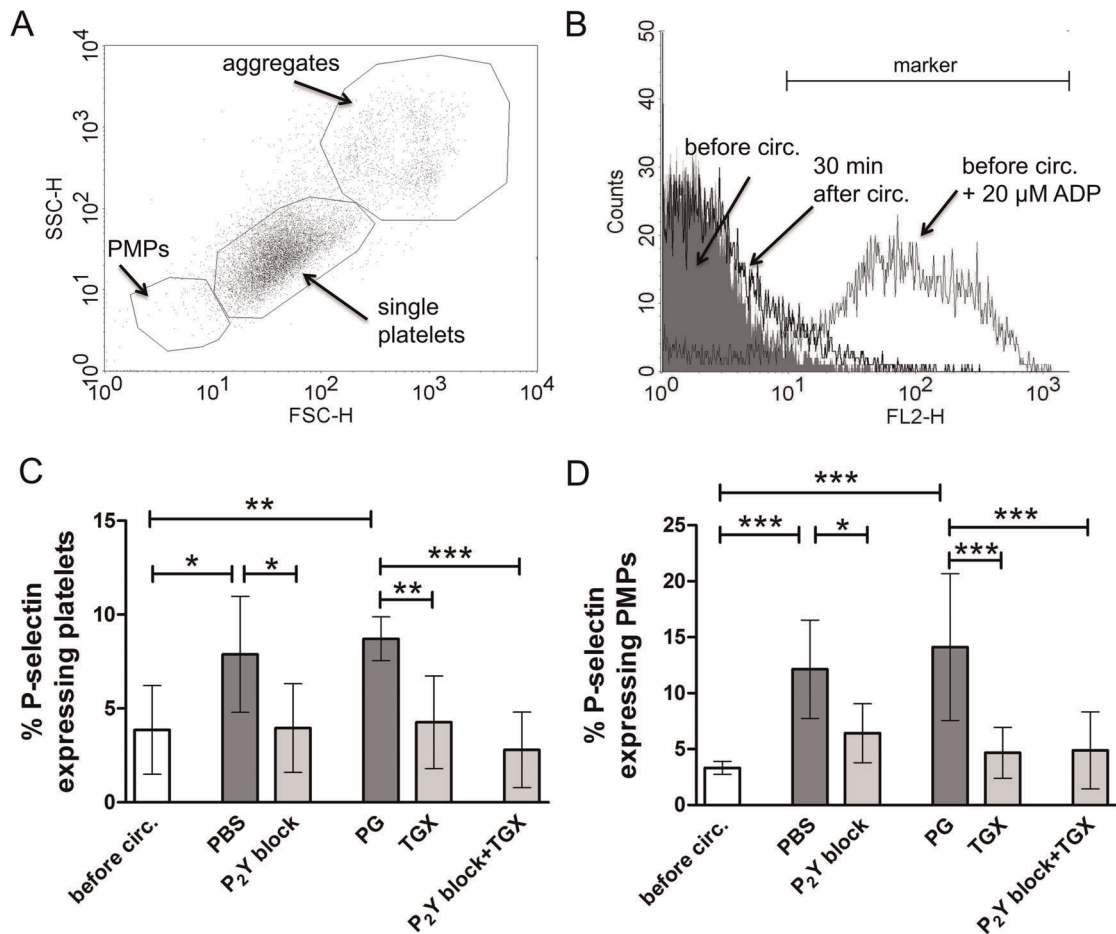 A
10⁴
10³
10²
10¹
10⁰
SSC-H
aggregates
PMPs
single
platelets
10⁰ 10¹ 10² 10³ 10⁴
FSC-H
B
50
40
30
20
10
0
Counts
marker
before circ.
30 min
after circ.
before circ.
+ 20 µM ADP
10⁰ 10¹ 10² 10³
FL2-H
C
% P-selectin
expressing platelets
15
10
5
0
**
* * ***
**
before circ.
PBS
P₂Y block
PG
TGX
P₂Y block+TGX
D
% P-selectin
expressing PMPs
25
20
15
10
5
0
***
*** * ***
***
before circ.
PBS
P₂Y block
PG
TGX
P₂Y block+TGX